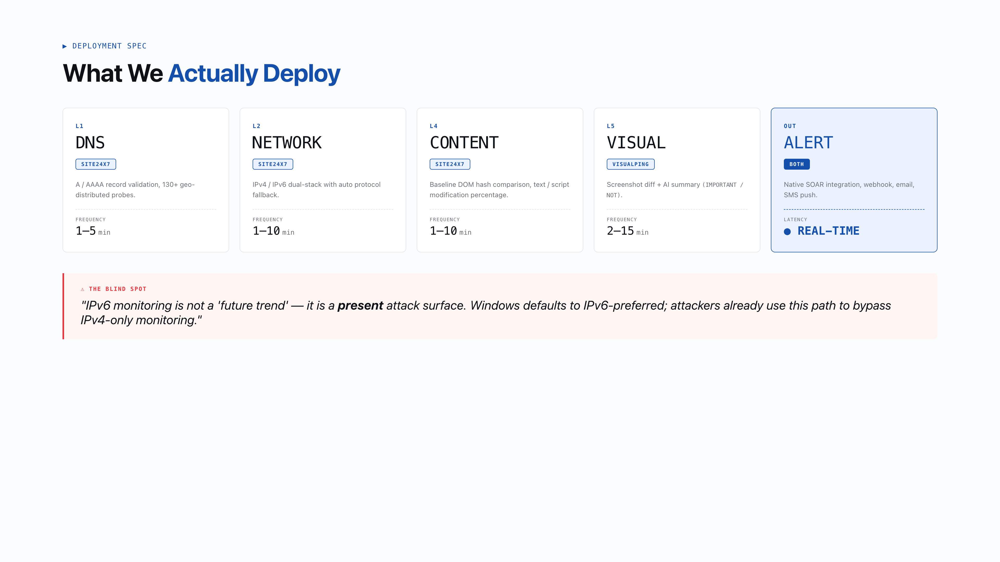 ▶ DEPLOYMENT SPEC
What We Actually Deploy
L1
DNS
SITE24X7
A / AAAA record validation, 130+ geo-
distributed probes.
FREQUENCY
1–5 min
L2
NETWORK
SITE24X7
IPv4 / IPv6 dual-stack with auto protocol
fallback.
FREQUENCY
1–10 min
L4
CONTENT
SITE24X7
Baseline DOM hash comparison, text / script
modification percentage.
FREQUENCY
1–10 min
L5
VISUAL
VISUALPING
Screenshot diff + AI summary (IMPORTANT /
NOT).
FREQUENCY
2–15 min
OUT
ALERT
BOTH
Native SOAR integration, webhook, email,
SMS push.
LATENCY
● REAL-TIME
⚠ THE BLIND SPOT
"IPv6 monitoring is not a 'future trend' — it is a present attack surface. Windows defaults to IPv6-preferred; attackers already use this path to bypass
IPv4-only monitoring."